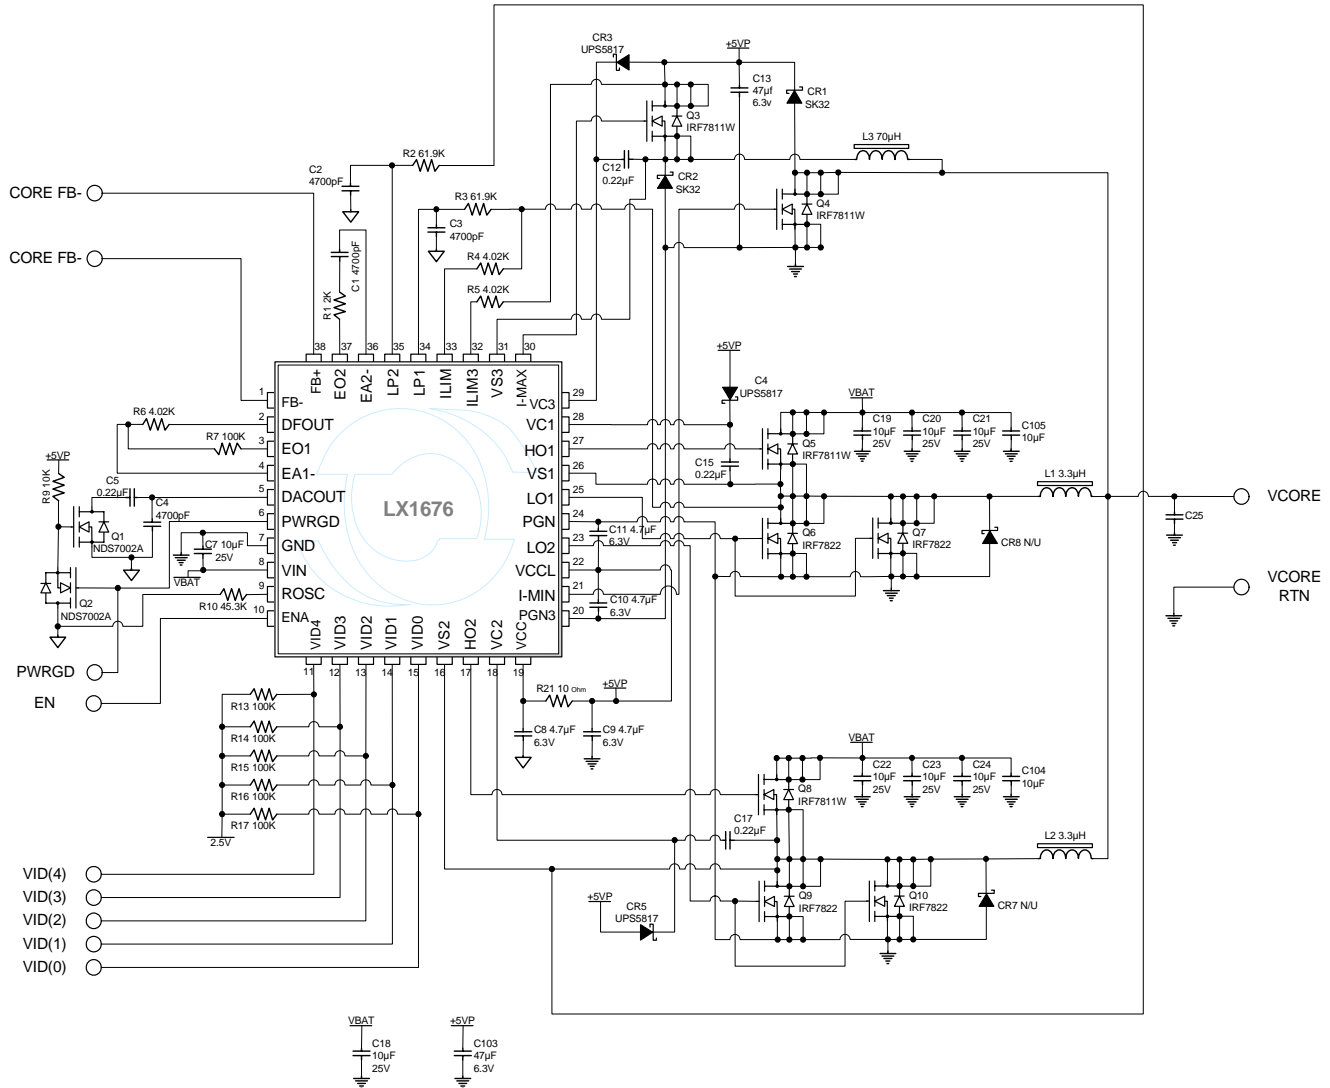 CR3
UPS5817
+5VP
C13
47µf
6.3v
CR1
SK32
Q3
IRF7811W
L3 70µH
C2
4700pF
R2 61.9K
C12
0.22µF
CR2
SK32
CORE FB-
R3 61.9K
C3
4700pF
Q4
IRF7811W
CORE FB-
C1 4700pF
R4 4.02K
R1 2K
R5 4.02K
38 37 36 35 34 33 32 31 30
FB+ EO2 EA2- LP2 LP1 ILIM ILIM3 VS3 I-MAX
+5VP
C4
UPS5817
1 FB-
2 DFOUT
3 EO1
4 EA1-
5 DACOUT
6 PWRGD
7 GND
8 VIN
9 ROSC
10 ENA
LX1676
VC3 29
VC1 28
HO1 27
VS1 26
LO1 25
PGN 24
LO2 23
VCCL 22
I-MIN 21
PGN3 20
VID4 VID3 VID2 VID1 VID0 VS2 HO2 VC2 VCC
11 12 13 14 15 16 17 18 19
R6 4.02K
R7 100K
+5VP
R9 10K
C5
0.22µF
C4
4700pF
Q1
NDS7002A
C7 10µF
25V
VBAT
Q2
NDS7002A
R10 45.3K
VBAT
C19
10µF
25V
C20
10µF
25V
C21
10µF
25V
C105
10µF
Q5
IRF7811W
C15
0.22µF
L1 3.3µH
VCORE
C25
C11 4.7µF
6.3V
Q6
IRF7822
Q7
IRF7822
CR8 N/U
VCORE
RTN
C10 4.7µF
6.3V
PWRGD
EN
R13 100K
R14 100K
R15 100K
R16 100K
R17 100K
2.5V
R21 10 Ohm
+5VP
C8 4.7µF
6.3V
C9 4.7µF
6.3V
VBAT
C22
10µF
25V
C23
10µF
25V
C24
10µF
25V
C104
10µF
Q8
IRF7811W
C17
0.22µF
L2 3.3µH
VID(4)
VID(3)
VID(2)
VID(1)
VID(0)
+5VP
CR5
UPS5817
Q9
IRF7822
Q10
IRF7822
CR7 N/U
VBAT
C18
10µF
25V
+5VP
C103
47µF
6.3V